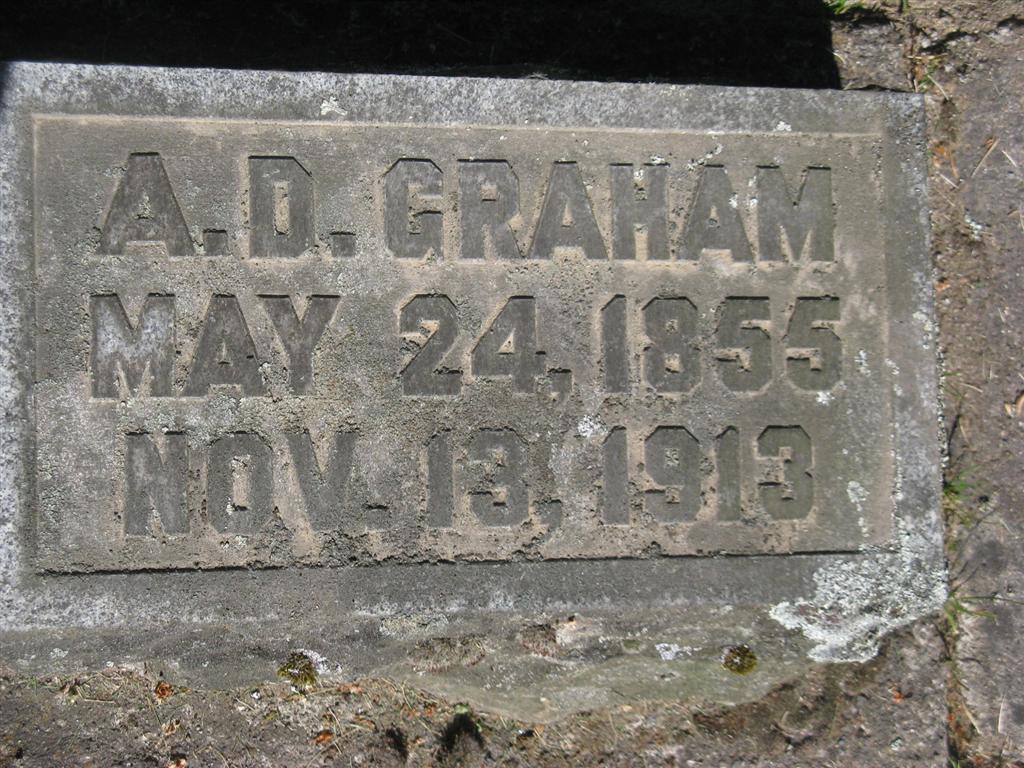 A.D. GRAHAM
MAY 24, 1855
NOV. 13, 1913